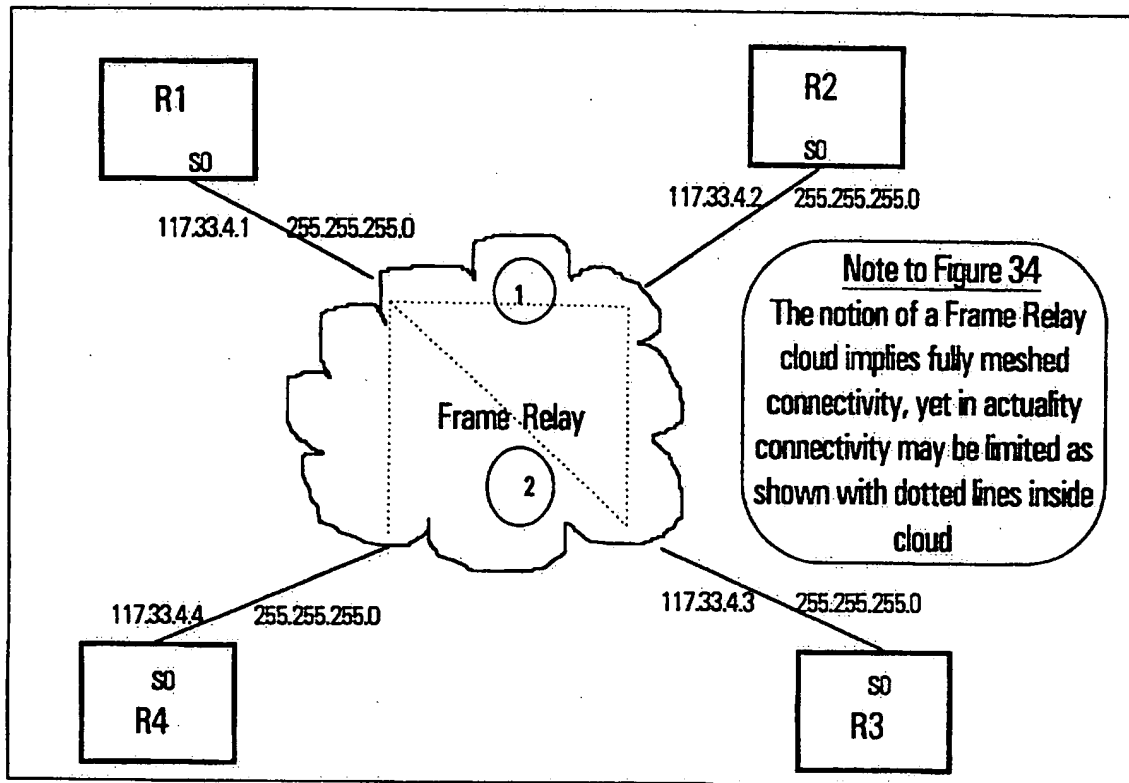 R1
S0
R2
S0
117.33.4.1 255.255.255.0
117.33.4.2 255.255.255.0
1
Frame Relay
2
Note to Figure 34
The notion of a Frame Relay
cloud implies fully meshed
connectivity, yet in actuality
connectivity may be limited as
shown with dotted lines inside
cloud
117.33.4.4 255.255.255.0
117.33.4.3 255.255.255.0
S0
R4
S0
R3